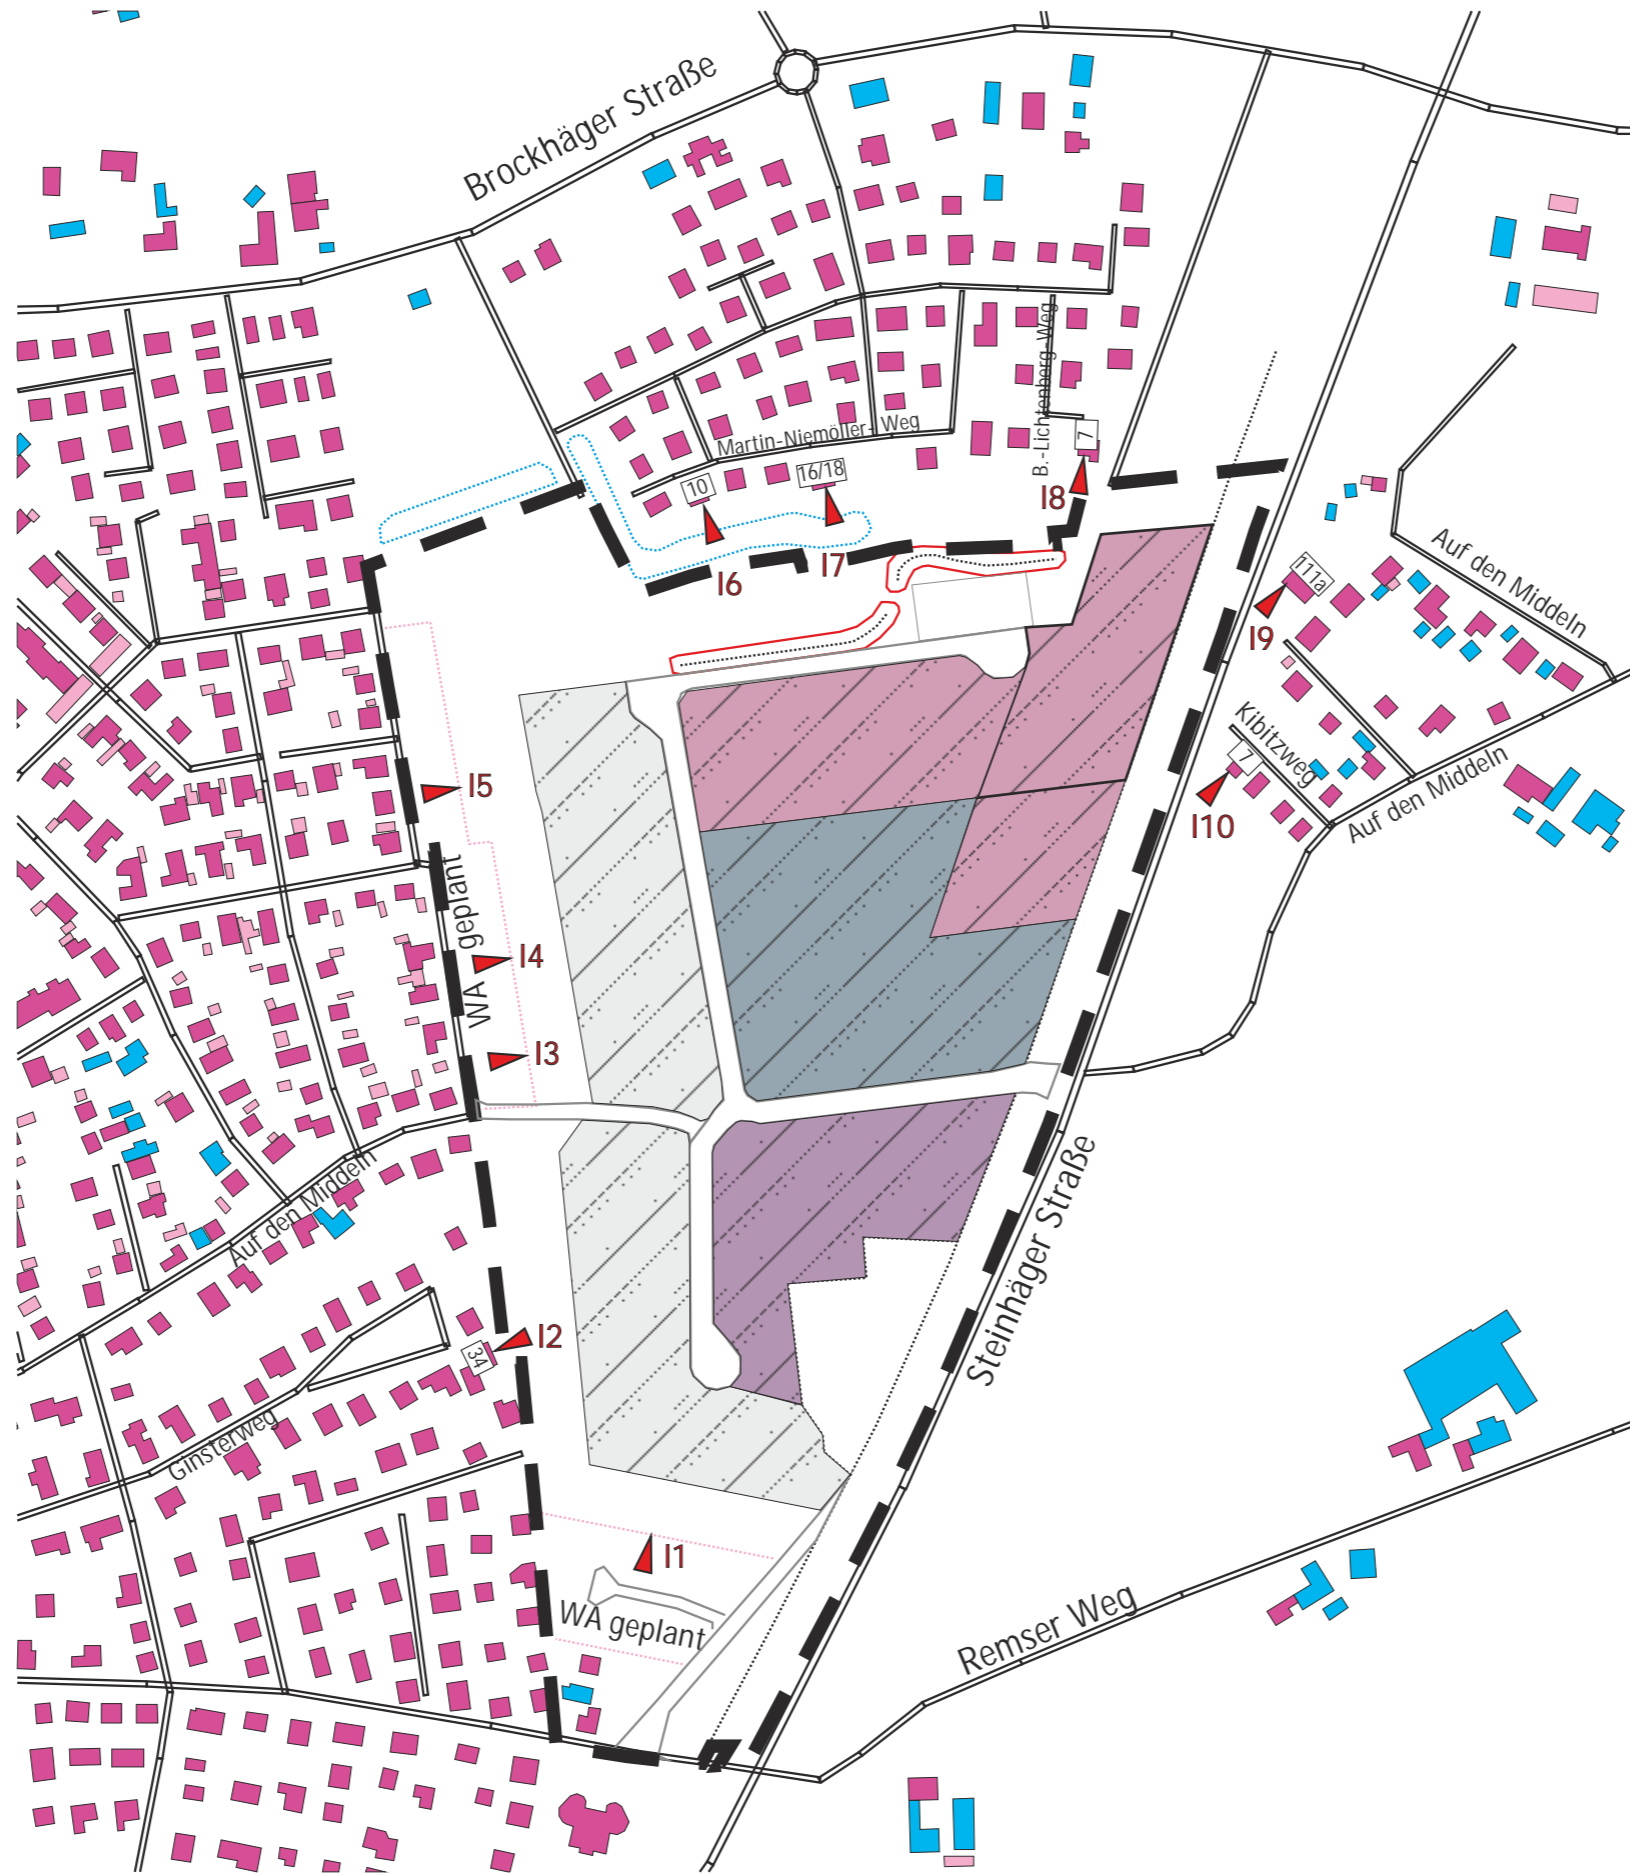 Brockhäger Straße
B.-Lichtenberg-Weg
Martin-Niemöller- Weg
7
16/18
10
I8
I7
I6
111a
I9
Auf den Middeln
Kibitzweg
7
I10
Auf den Middeln
I5
WA geplant
I4
I3
Auf den Middeln
Steinhäger Straße
34
I2
Ginsterweg
I1
WA geplant
Remser Weg